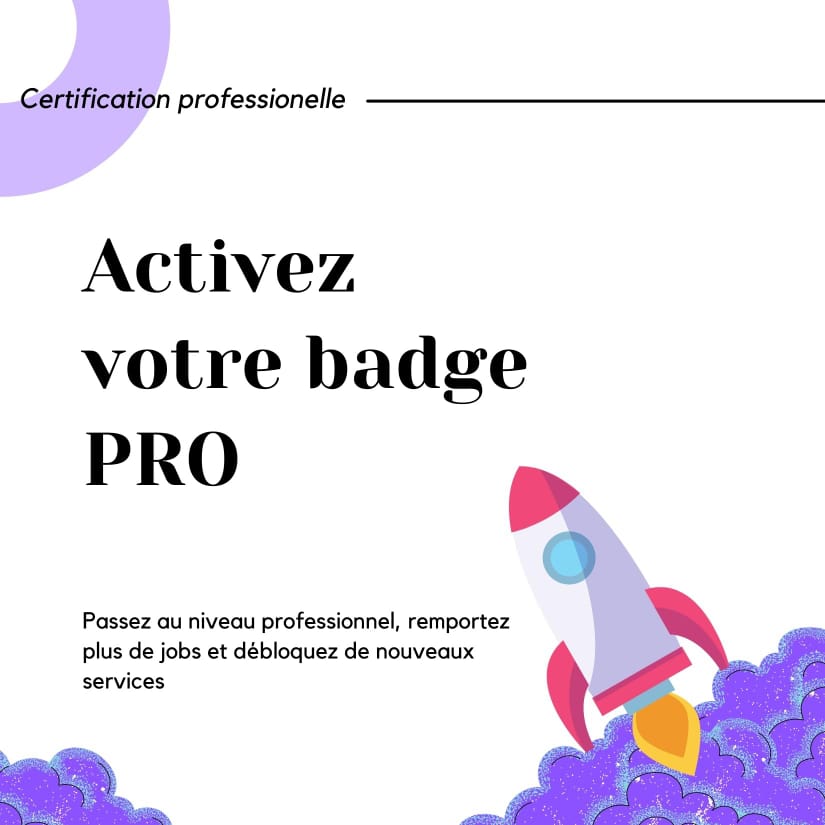 Certification professionelle
Activez
votre badge
PRO
Passez au niveau professionnel, remportez
plus de jobs et débloquez de nouveaux
services